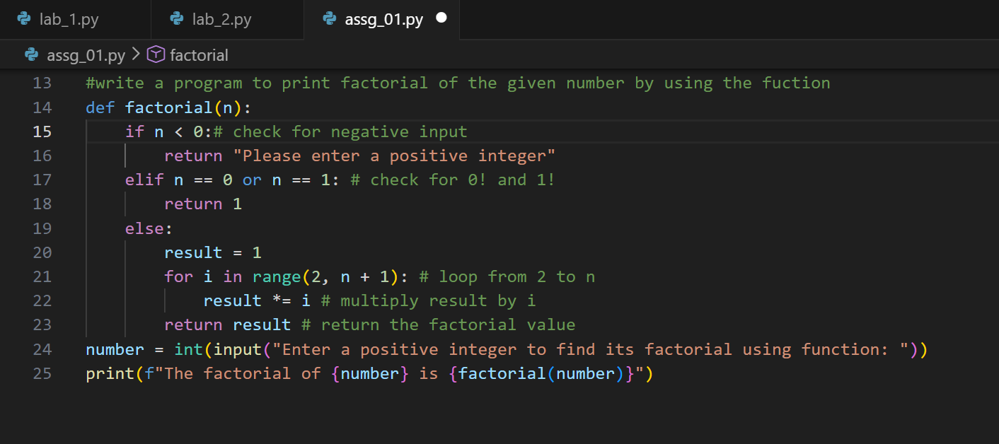 lab_1.py lab_2.py assg_01.py
assg_01.py > factorial
13 #write a program to print factorial of the given number by using the fuction
14 def factorial(n):
15     if n < 0:# check for negative input
16         return "Please enter a positive integer"
17     elif n == 0 or n == 1: # check for 0! and 1!
18         return 1
19     else:
20         result = 1
21         for i in range(2, n + 1): # loop from 2 to n
22             result *= i # multiply result by i
23         return result # return the factorial value
24 number = int(input("Enter a positive integer to find its factorial using function: "))
25 print(f"The factorial of {number} is {factorial(number)}")